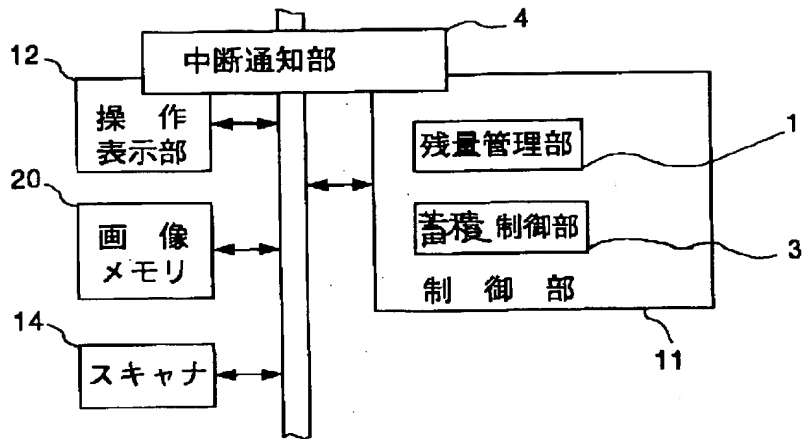 4
中断通知部
12
操作
表示部
残量管理部
1
20
画像
メモリ
蓄積制御部
3
制御部
11
14
スキャナ